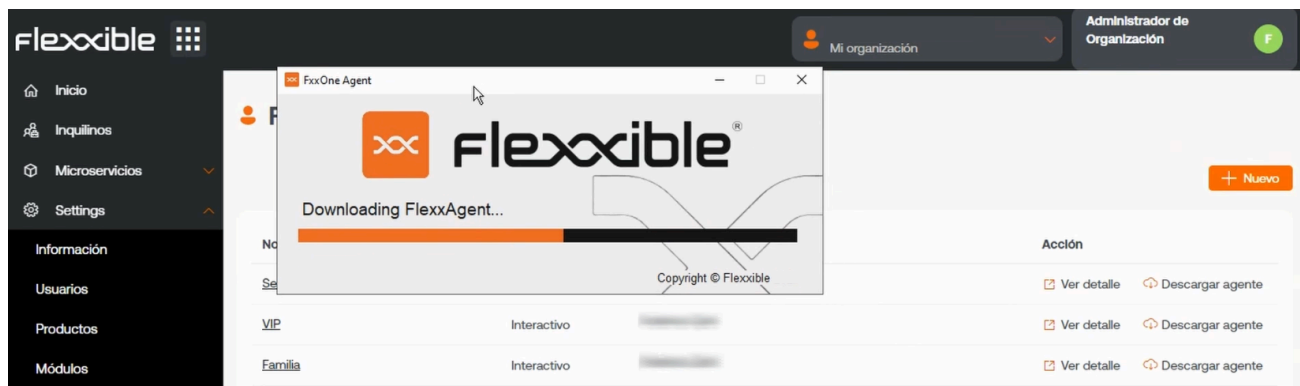 Flexxible
Mi organización
Administrador de
Organización
F
Inicio
Inquilinos
Microservicios
Settings
Información
Usuarios
Productos
Módulos
FxxOne Agent
Flexxible®
Downloading FlexxAgent...
Copyright © Flexxible
F
Nuevo
No
Acción
Se
Ver detalle Descargar agente
VIP Interactivo Ver detalle Descargar agente
Familia Interactivo Ver detalle Descargar agente